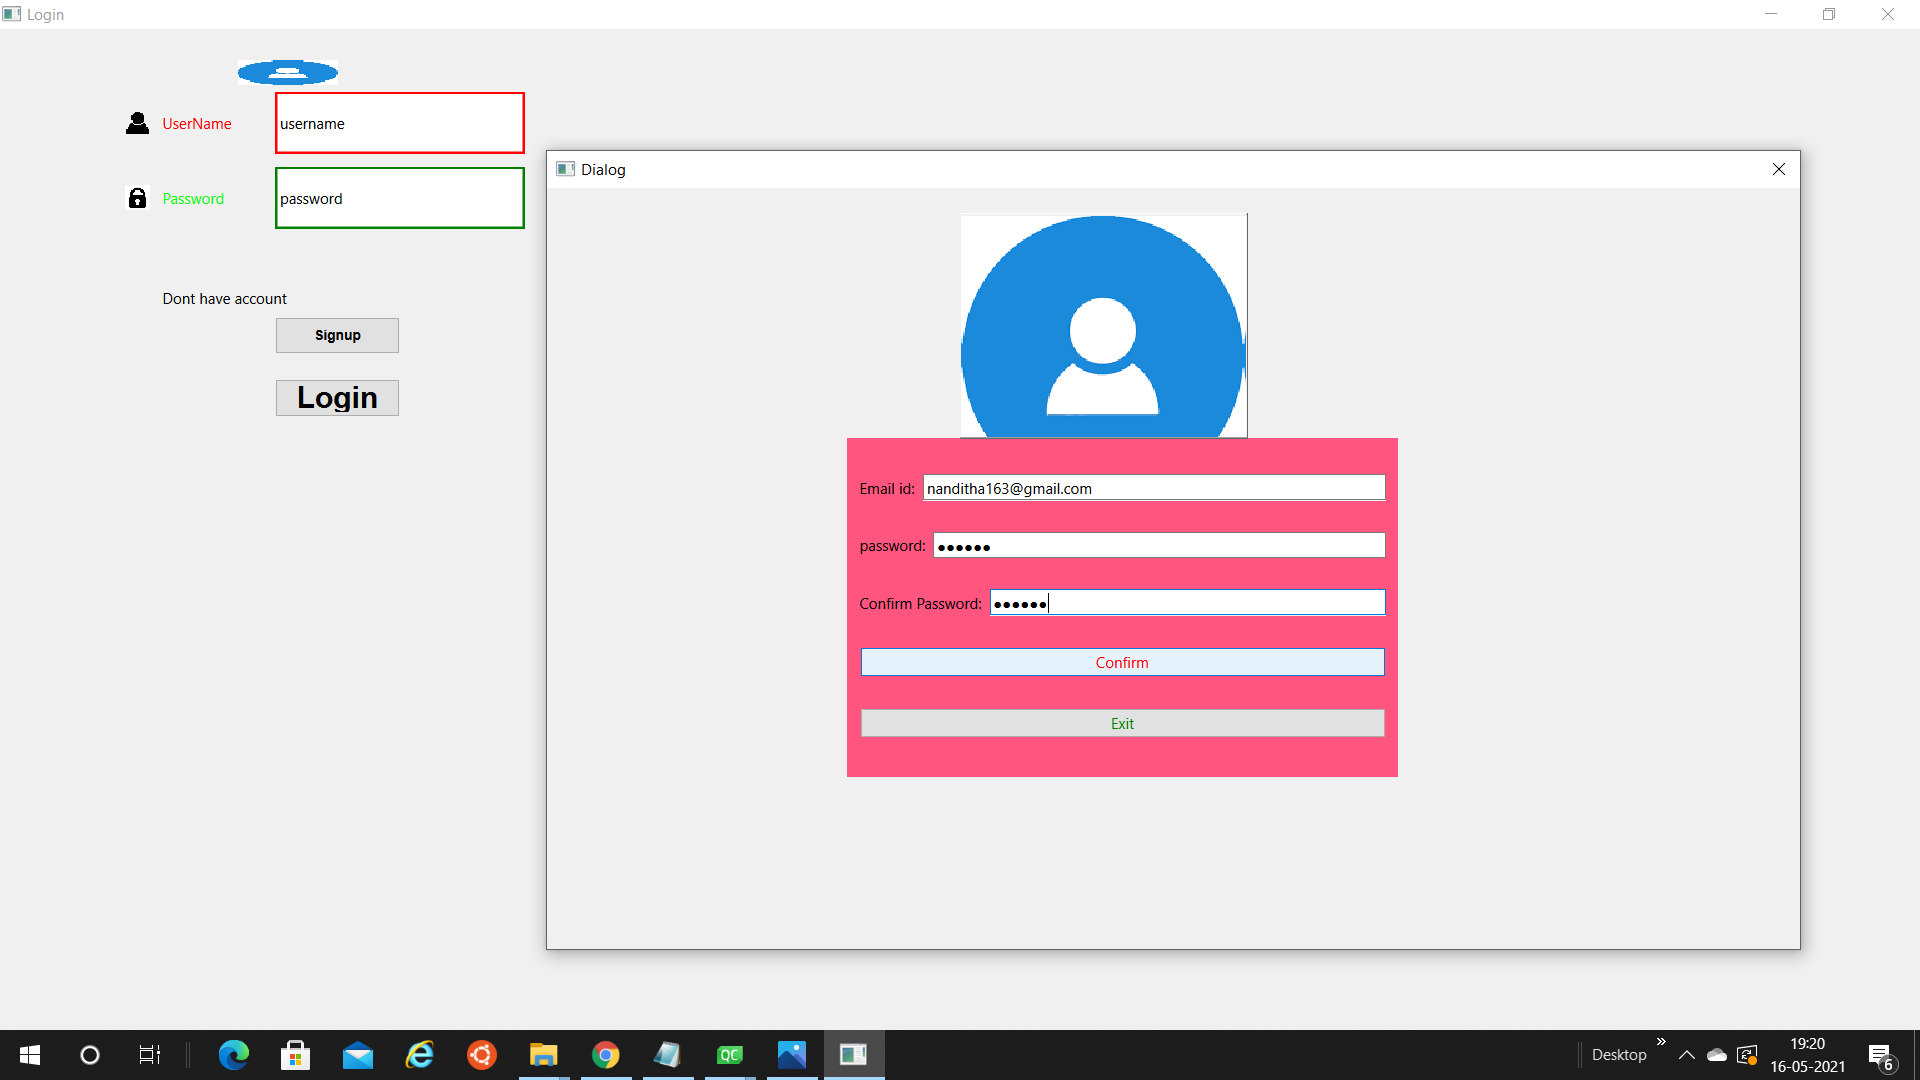 Login
UserName
username
Password
password
Dont have account
Signup
Login
Dialog
Email id:
nanditha163@gmail.com
password:
••••••
Confirm Password:
••••••
Confirm
Exit
QC
Desktop
19:20
16-05-2021
6